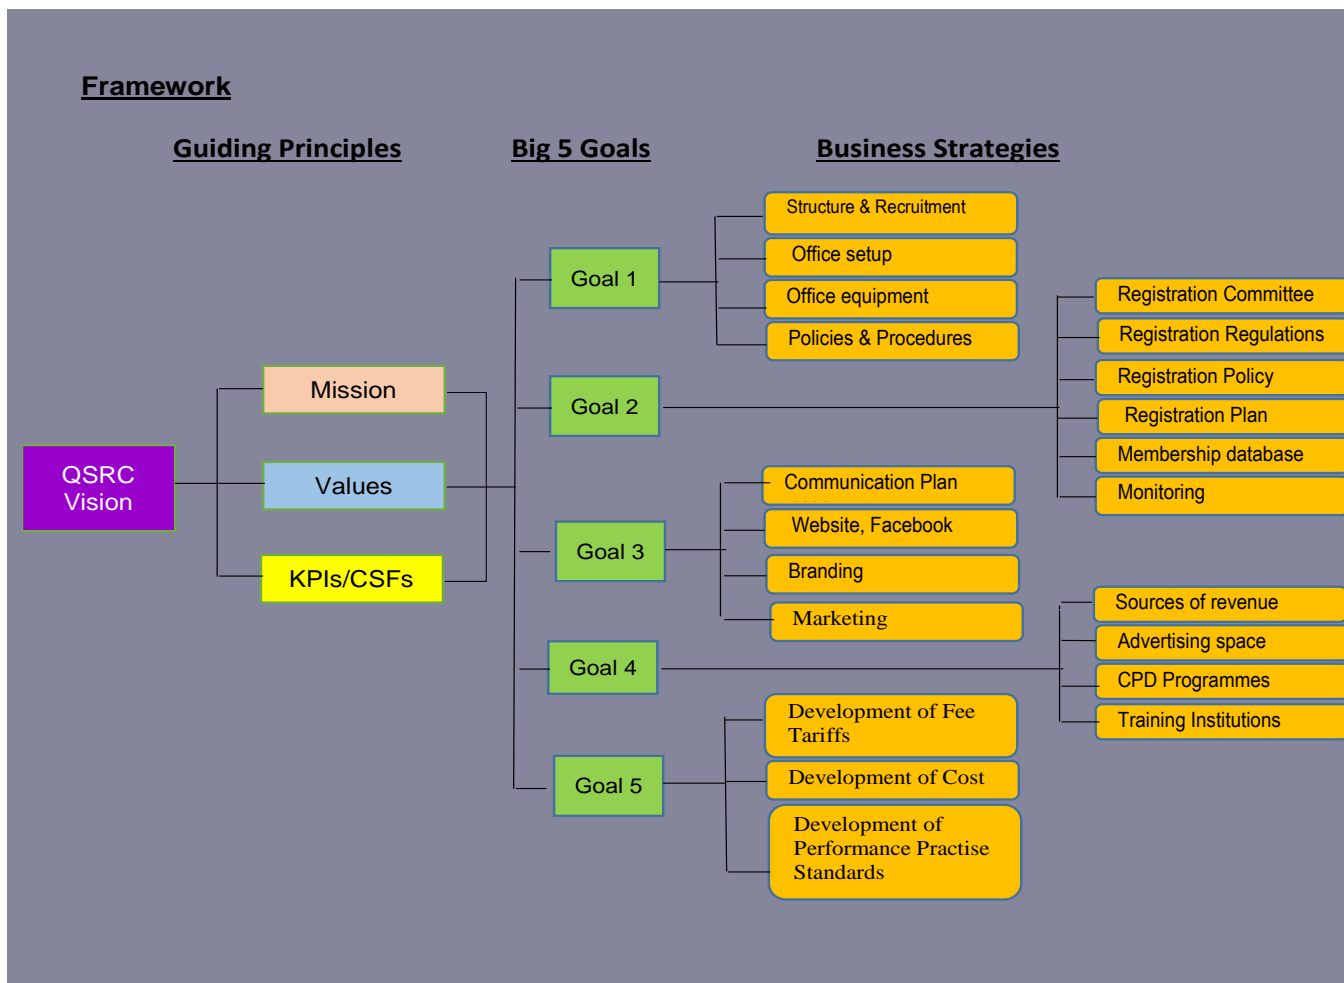 Framework
Guiding Principles
Big 5 Goals
Business Strategies
QSRC
Vision
Mission
Values
KPIs/CSFs
Goal 1
Structure & Recruitment
Office setup
Office equipment
Policies & Procedures
Goal 2
Registration Committee
Registration Regulations
Registration Policy
Registration Plan
Membership database
Monitoring
Goal 3
Communication Plan
Website, Facebook
Branding
Marketing
Goal 4
Sources of revenue
Advertising space
CPD Programmes
Training Institutions
Goal 5
Development of Fee
Tariffs
Development of Cost
Development of
Performance Practise
Standards